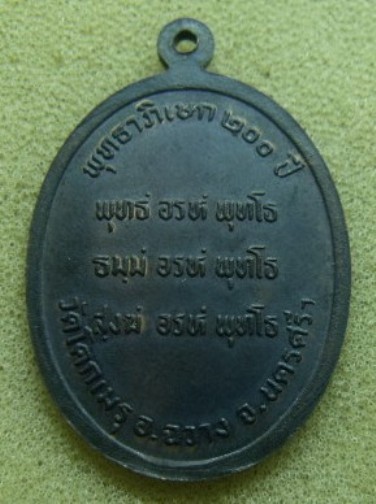 พุทธาภิเษก ๒๐๐ ปี
พุทธํ อรหํ พุทโธ
ธมฺมํ อรหํ พุทโธ
สงฺฆํ อรหํ พุทโธ
วัดโคกเมรุ อ.ฉวาง จ.นครศรีฯ